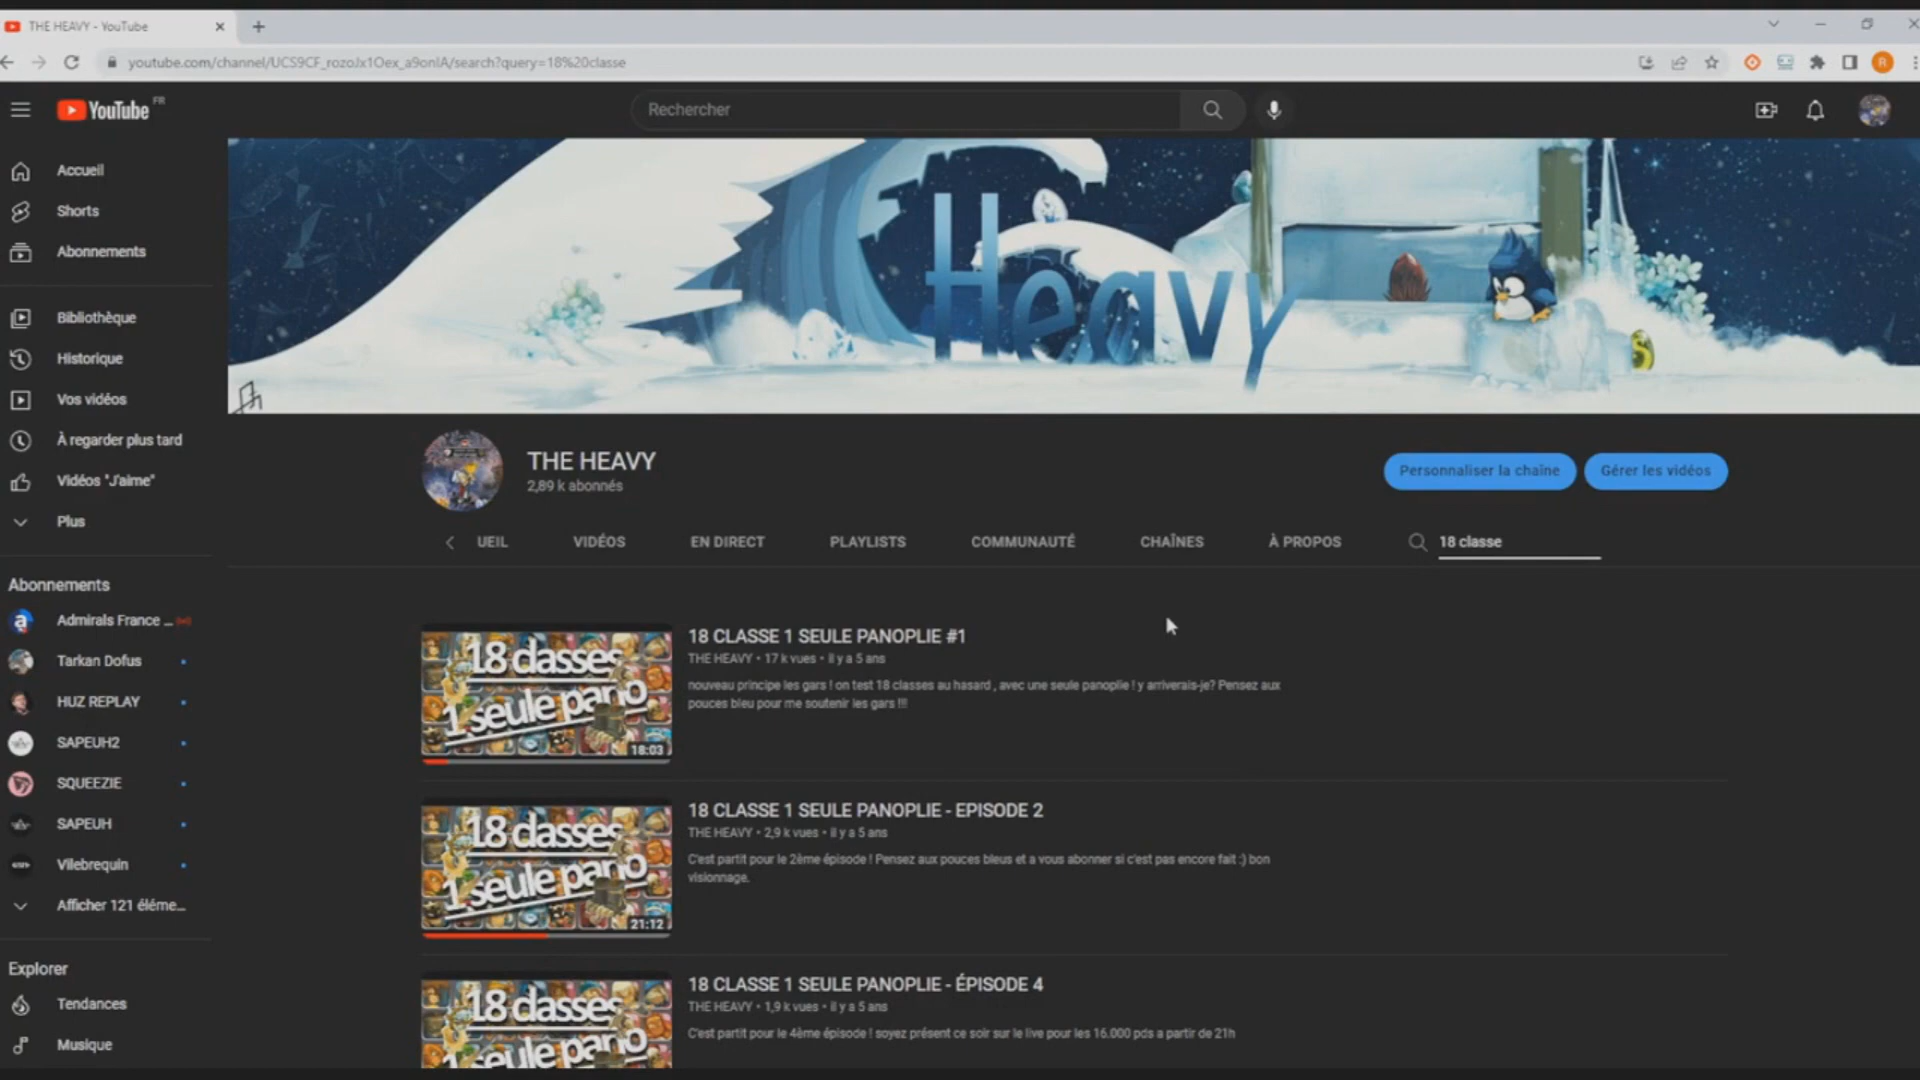 THE HEAVY - YouTube
youtube.com/channel/UCS9CF_rozoJx1Oex_a9onIA/search?query=18%20classe
R
YouTube FR
Rechercher
Accueil
Shorts
Abonnements
Bibliothèque
Historique
Vos vidéos
À regarder plus tard
Vidéos "J'aime"
Plus
Abonnements
Admirals France ...
Tarkan Dofus
HUZ REPLAY
SAPEUH2
SQUEEZIE
SAPEUH
Vilebrequin
Afficher 121 éléme...
Explorer
Tendances
Musique
Heavy
THE HEAVY
2,89 k abonnés
Personnaliser la chaîne
Gérer les vidéos
UEIL
VIDÉOS
EN DIRECT
PLAYLISTS
COMMUNAUTÉ
CHAÎNES
À PROPOS
18 classe
18 classes
1 seule pano
18:03
18 CLASSE 1 SEULE PANOPLIE #1
THE HEAVY • 17 k vues • il y a 5 ans
nouveau principe les gars ! on test 18 classes au hasard , avec une seule panoplie ! y arriverais-je? Pensez aux
pouces bleu pour me soutenir les gars !!!
18 classes
1 seule pano
21:12
18 CLASSE 1 SEULE PANOPLIE - EPISODE 2
THE HEAVY • 2,9 k vues • il y a 5 ans
C'est partit pour le 2ème épisode ! Pensez aux pouces bleus et a vous abonner si c'est pas encore fait :) bon
visionnage.
18 classes
1 seule pano
18 CLASSE 1 SEULE PANOPLIE - ÉPISODE 4
THE HEAVY • 1,9 k vues • il y a 5 ans
C'est partit pour le 4ème épisode ! soyez présent ce soir sur le live pour les 16.000 pds a partir de 21h